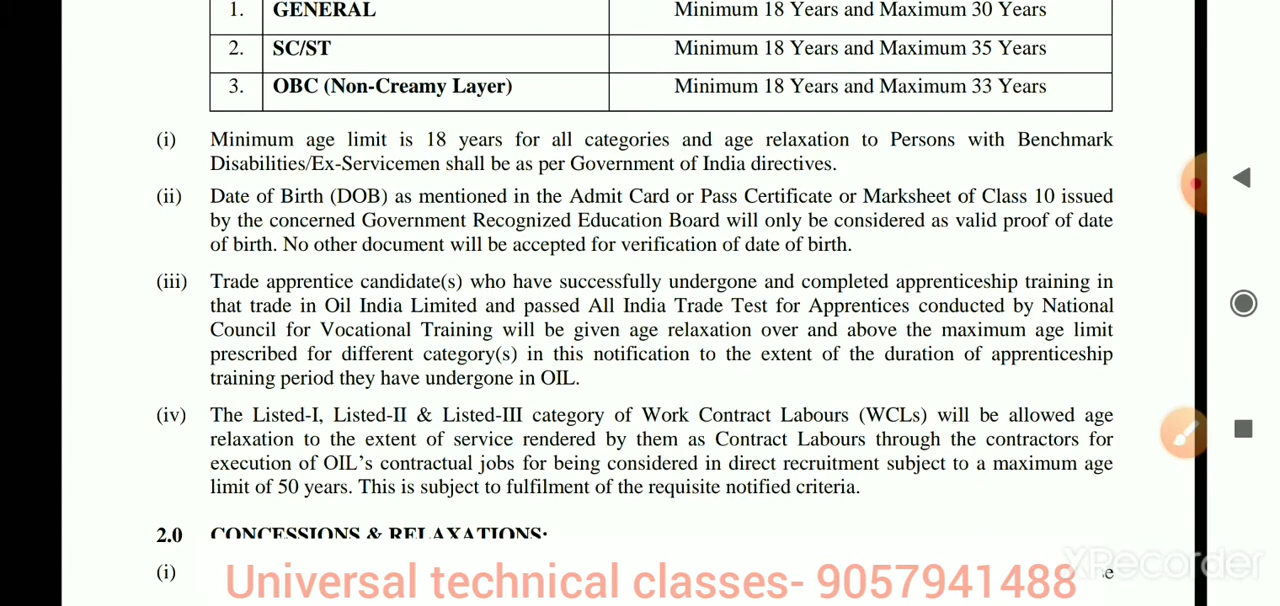 1. GENERAL Minimum 18 Years and Maximum 30 Years
2. SC/ST Minimum 18 Years and Maximum 35 Years
3. OBC (Non-Creamy Layer) Minimum 18 Years and Maximum 33 Years
(i) Minimum age limit is 18 years for all categories and age relaxation to Persons with Benchmark
Disabilities/Ex-Servicemen shall be as per Government of India directives.
(ii) Date of Birth (DOB) as mentioned in the Admit Card or Pass Certificate or Marksheet of Class 10 issued
by the concerned Government Recognized Education Board will only be considered as valid proof of date
of birth. No other document will be accepted for verification of date of birth.
(iii) Trade apprentice candidate(s) who have successfully undergone and completed apprenticeship training in
that trade in Oil India Limited and passed All India Trade Test for Apprentices conducted by National
Council for Vocational Training will be given age relaxation over and above the maximum age limit
prescribed for different category(s) in this notification to the extent of the duration of apprenticeship
training period they have undergone in OIL.
(iv) The Listed-I, Listed-II & Listed-III category of Work Contract Labours (WCLs) will be allowed age
relaxation to the extent of service rendered by them as Contract Labours through the contractors for
execution of OIL’s contractual jobs for being considered in direct recruitment subject to a maximum age
limit of 50 years. This is subject to fulfilment of the requisite notified criteria.
2.0 CONCESSIONS & RELAXATIONS:
(i)
Universal technical classes- 9057941488
XRecorder